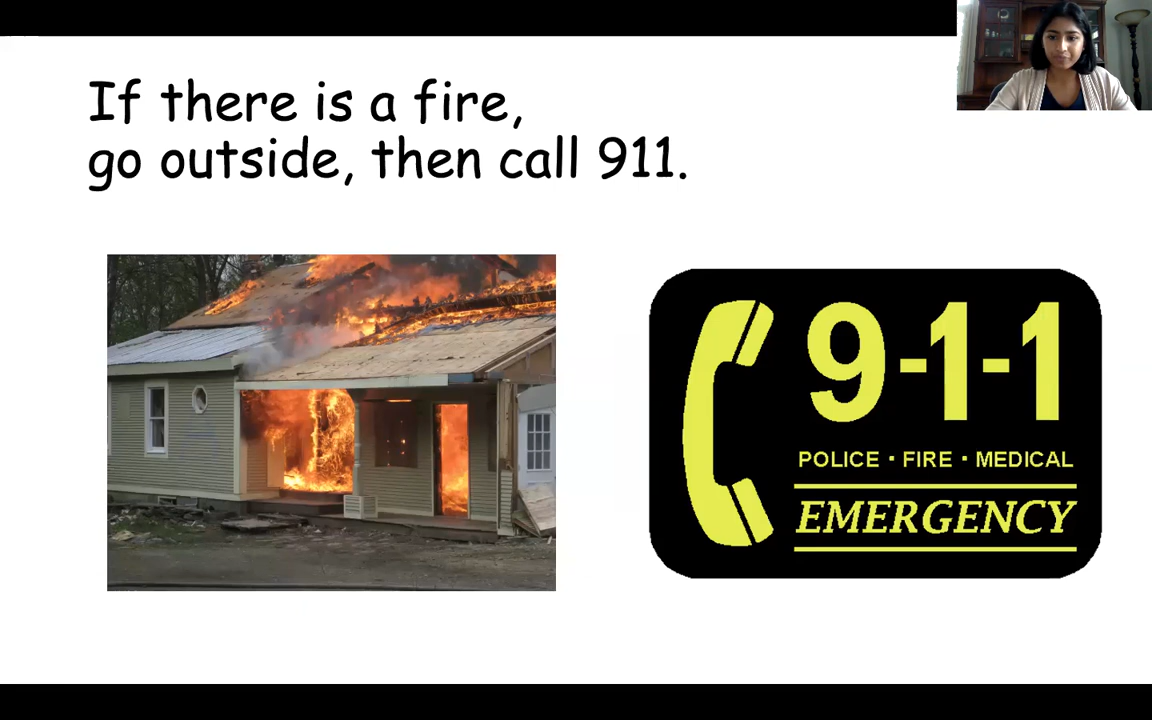 If there is a fire,
go outside, then call 911.
9-1-1
POLICE · FIRE · MEDICAL
EMERGENCY